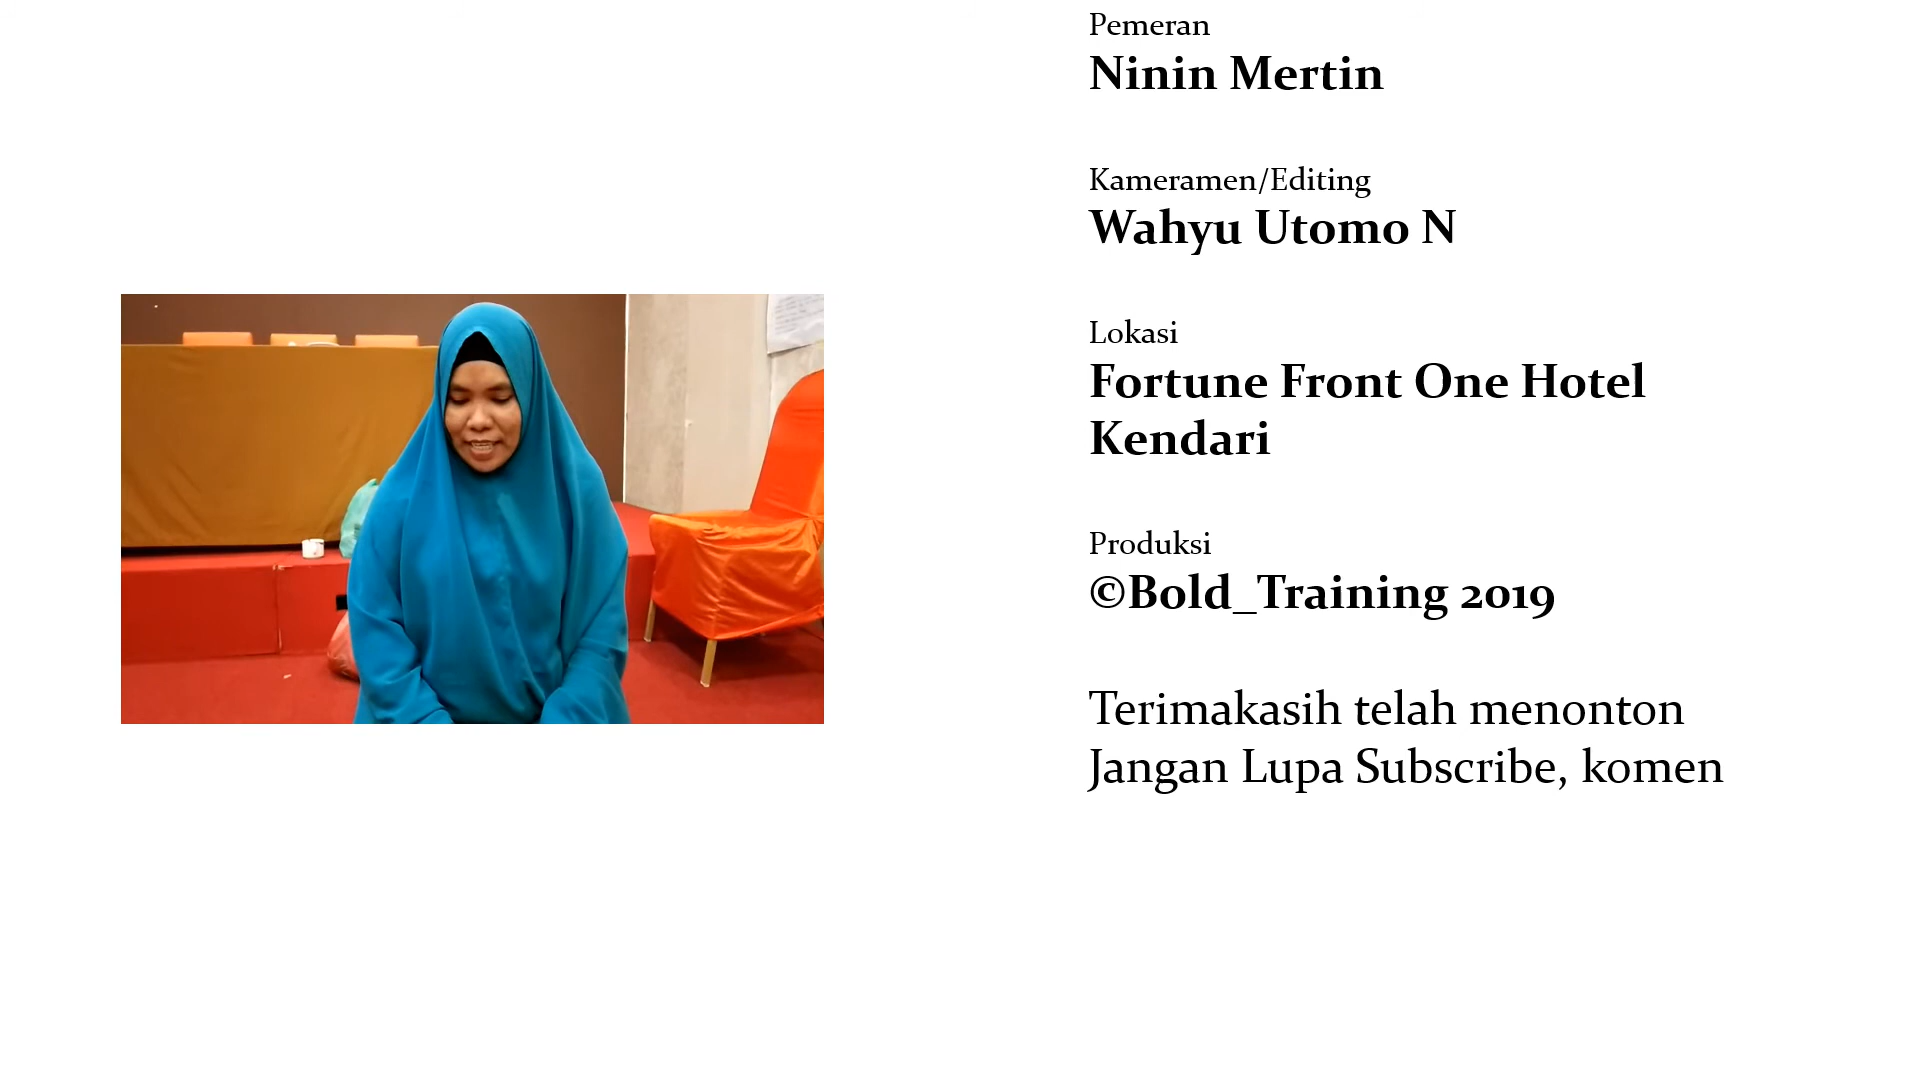 Pemeran
Ninin Mertin
Kameramen/Editing
Wahyu Utomo N
Lokasi
Fortune Front One Hotel
Kendari
Produksi
©Bold_Training 2019
Terimakasih telah menonton
Jangan Lupa Subscribe, komen